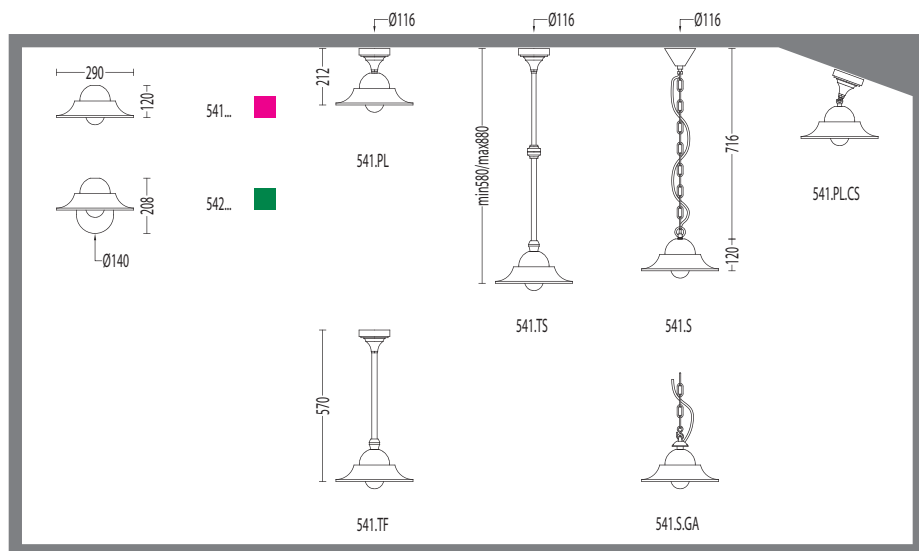 Ø116
Ø116
Ø116
290
120
541...
212
541.PL
min580/max880
541.TS
716
120
541.S
541.PL.CS
208
542...
Ø140
570
541.TF
541.S.GA